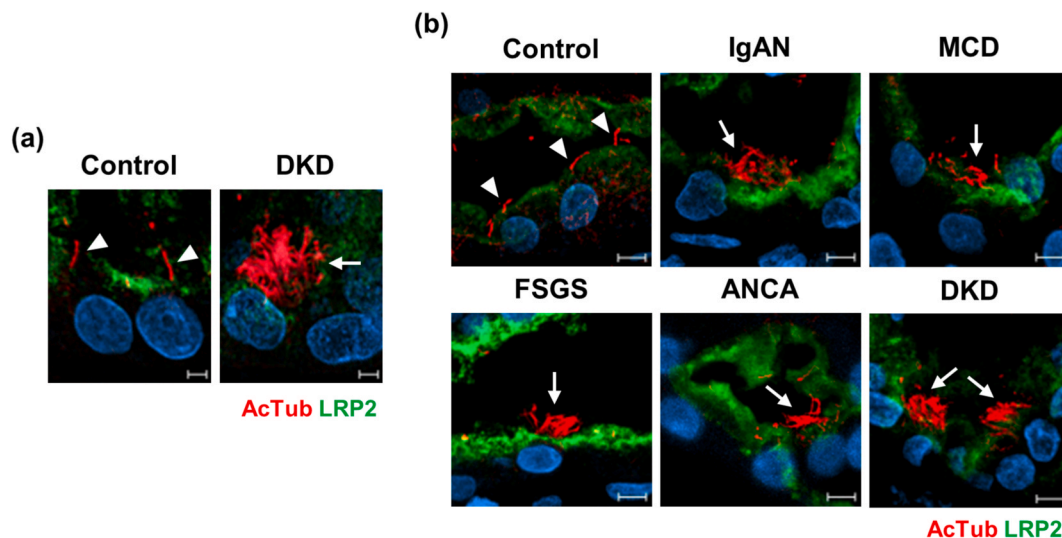 (a)
Control DKD
AcTub LRP2
(b)
Control IgAN MCD
FSGS ANCA DKD
AcTub LRP2